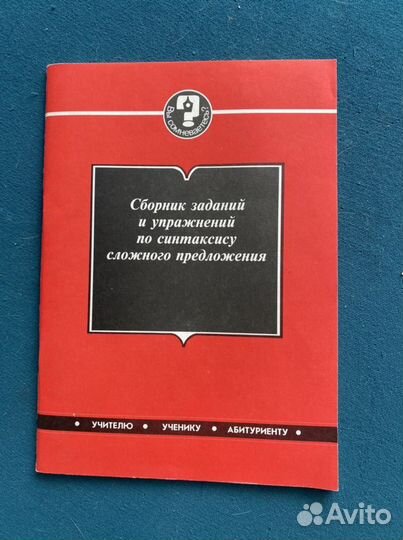 Вы сомневаетесь?
Сборник заданий
и упражнений
по синтаксису
сложного предложения
• УЧИТЕЛЮ • УЧЕНИКУ • АБИТУРИЕНТУ •
Avito